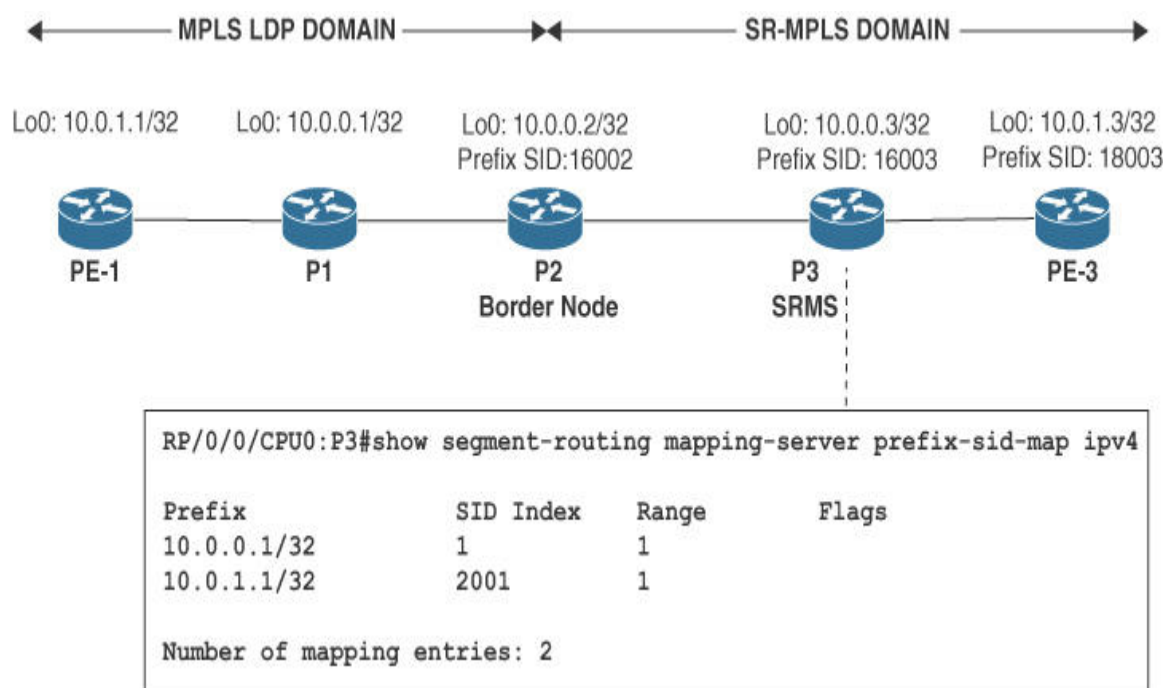 MPLS LDP DOMAIN
SR-MPLS DOMAIN
Lo0: 10.0.1.1/32
Lo0: 10.0.0.1/32
Lo0: 10.0.0.2/32
Prefix SID:16002
Lo0: 10.0.0.3/32
Prefix SID: 16003
Lo0: 10.0.1.3/32
Prefix SID: 18003
PE-1
P1
P2
Border Node
P3
SRMS
PE-3
RP/0/0/CPU0:P3#show segment-routing mapping-server prefix-sid-map ipv4
Prefix SID Index Range Flags
10.0.0.1/32 1 1
10.0.1.1/32 2001 1
Number of mapping entries: 2